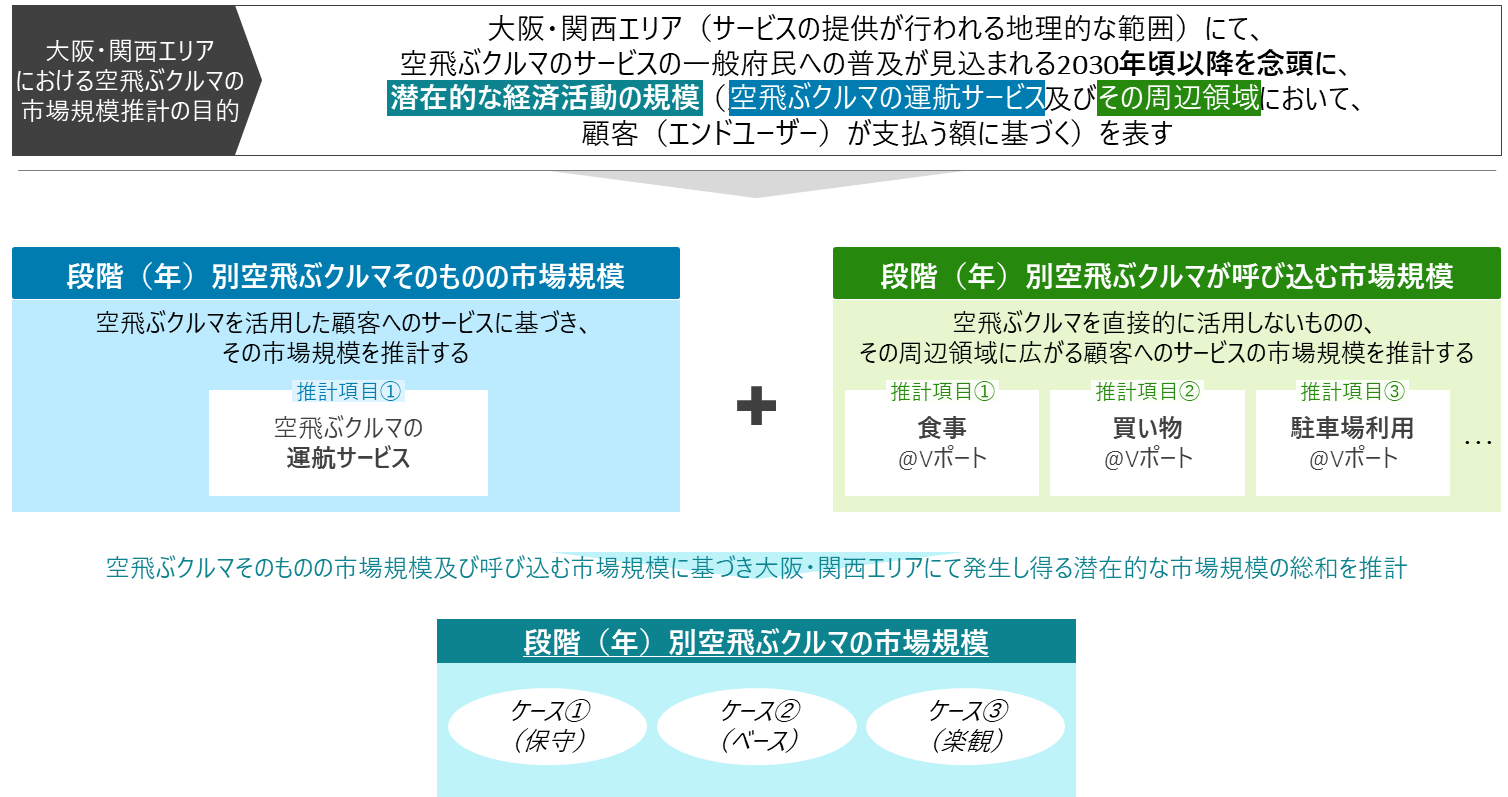 大阪・関西エリア
における空飛ぶクルマの
市場規模推計の目的
大阪・関西エリア（サービスの提供が行われる地理的な範囲）にて、
空飛ぶクルマのサービスの一般府民への普及が見込まれる2030年頃以降を念頭に、
潜在的な経済活動の規模（空飛ぶクルマの運航サービス及びその周辺領域において、
顧客（エンドユーザー）が支払う額に基づく）を表す
段階（年）別空飛ぶクルマそのものの市場規模
空飛ぶクルマを活用した顧客へのサービスに基づき、
その市場規模を推計する
推計項目①
空飛ぶクルマの
運航サービス
段階（年）別空飛ぶクルマが呼び込む市場規模
空飛ぶクルマを直接的に活用しないものの、
その周辺領域に広がる顧客へのサービスの市場規模を推計する
推計項目①
食事
@Vポート
推計項目②
買い物
@Vポート
推計項目③
駐車場利用
@Vポート
…
空飛ぶクルマそのものの市場規模及び呼び込む市場規模に基づき大阪・関西エリアにて発生し得る潜在的な市場規模の総和を推計
段階（年）別空飛ぶクルマの市場規模
ケース①
（保守）
ケース②
（ベース）
ケース③
（楽観）